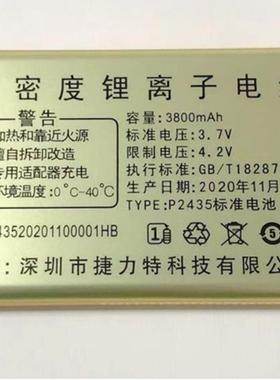 密度锂离子电
警告
加热和靠近火源
擅自拆卸改造
专用适配器充电
环境温度:0°C-40°C
容量:3800mAh
标准电压:3.7V
限制电压:4.2V
执行标准:GB/T18287
生产日期:2020年11月
TYPE:P2435标准电池
43520201100001HB
:深圳市捷力特科技有限